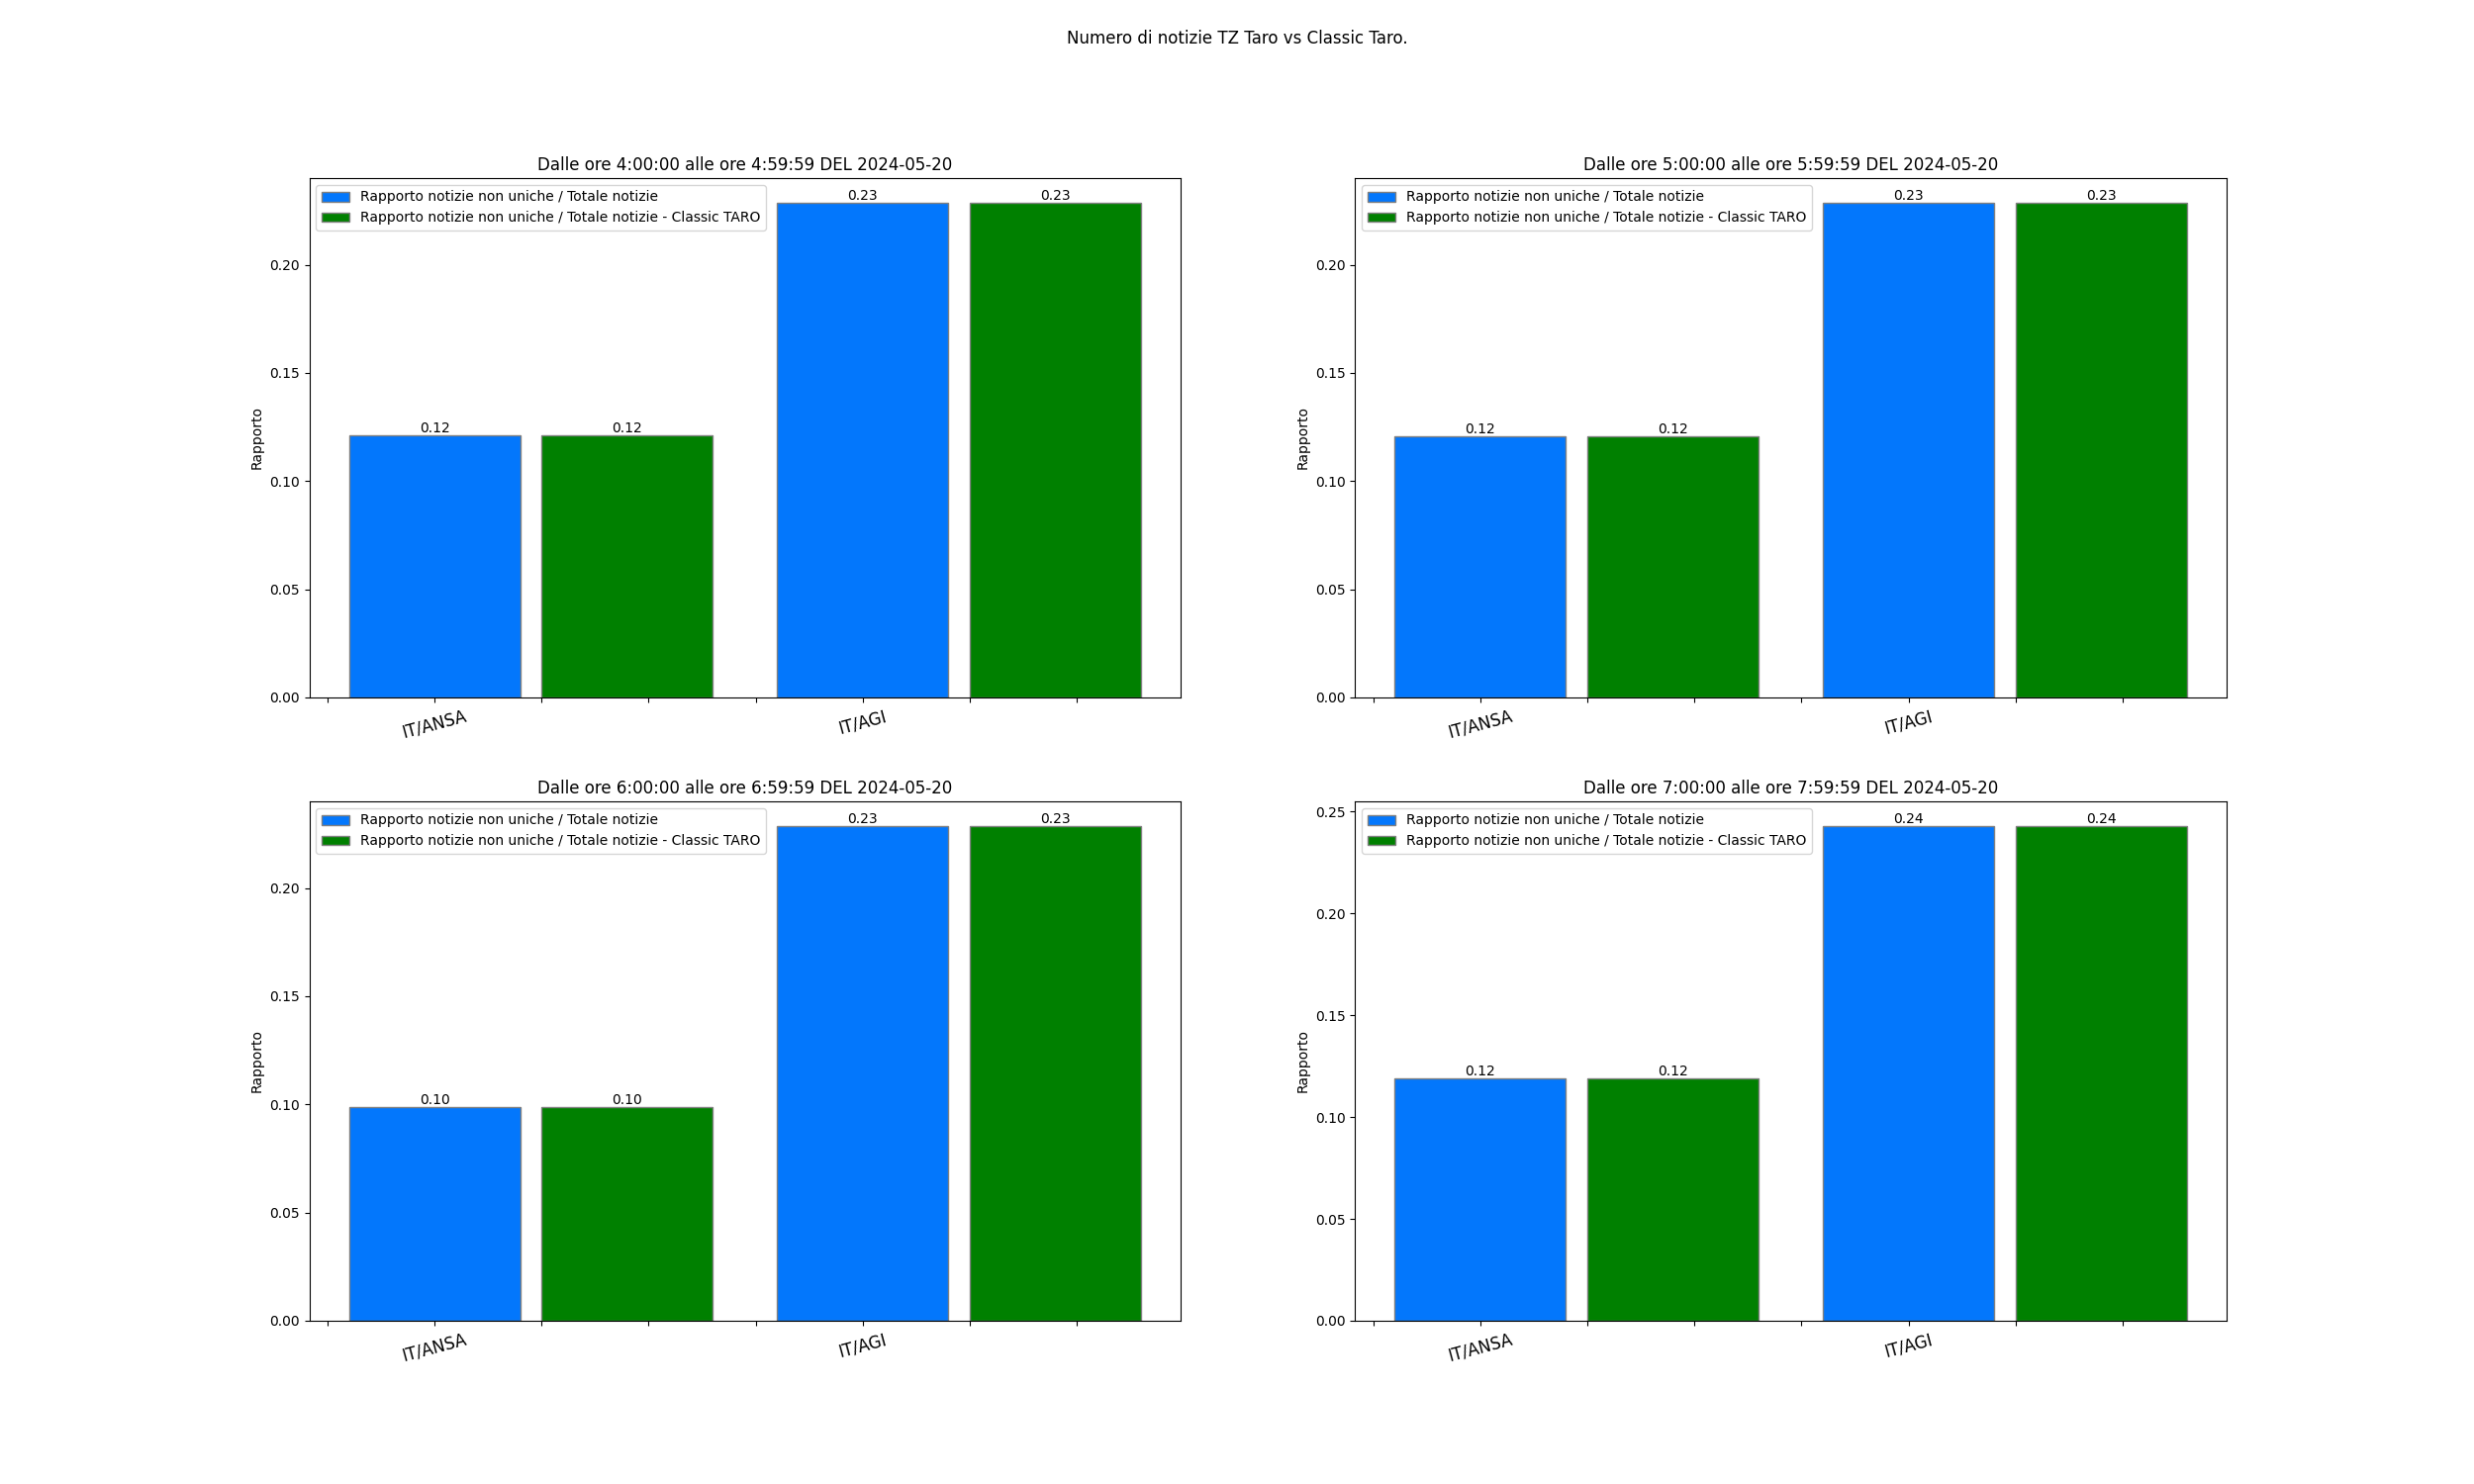 Numero di notizie TZ Taro vs Classic Taro.
Dalle ore 4:00:00 alle ore 4:59:59 DEL 2024-05-20
Rapporto notizie non uniche / Totale notizie
Rapporto notizie non uniche / Totale notizie - Classic TARO
0.23
0.23
0.12
0.12
0.20
0.15
0.10
0.05
0.00
Rapporto
IT/ANSA
IT/AGI
Dalle ore 5:00:00 alle ore 5:59:59 DEL 2024-05-20
Rapporto notizie non uniche / Totale notizie
Rapporto notizie non uniche / Totale notizie - Classic TARO
0.23
0.23
0.12
0.12
0.20
0.15
0.10
0.05
0.00
Rapporto
IT/ANSA
IT/AGI
Dalle ore 6:00:00 alle ore 6:59:59 DEL 2024-05-20
Rapporto notizie non uniche / Totale notizie
Rapporto notizie non uniche / Totale notizie - Classic TARO
0.23
0.23
0.10
0.10
0.20
0.15
0.10
0.05
0.00
Rapporto
IT/ANSA
IT/AGI
Dalle ore 7:00:00 alle ore 7:59:59 DEL 2024-05-20
Rapporto notizie non uniche / Totale notizie
Rapporto notizie non uniche / Totale notizie - Classic TARO
0.24
0.24
0.12
0.12
0.25
0.20
0.15
0.10
0.05
0.00
Rapporto
IT/ANSA
IT/AGI